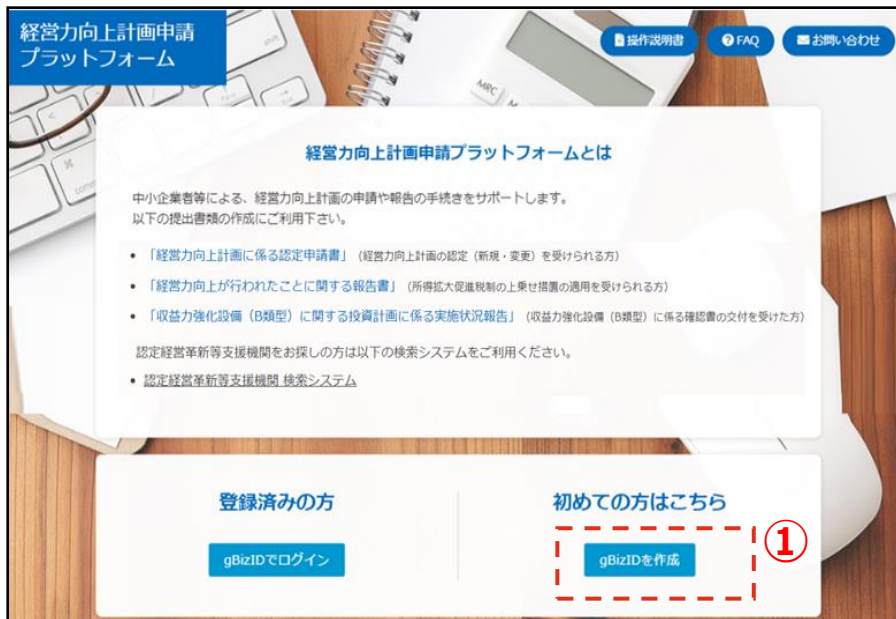 経営力向上計画申請
プラットフォーム
操作説明書
FAQ
お問い合わせ
MRC
経営力向上計画申請プラットフォームとは
中小企業者等による、経営力向上計画の申請や報告の手続きをサポートします。
以下の提出書類の作成にご利用下さい。
• 「経営力向上計画に係る認定申請書」（経営力向上計画の認定（新規・変更）を受けられる方）
• 「経営力向上が行われたことに関する報告書」（所得拡大促進税制の上乗せ措置の適用を受けられる方）
• 「収益力強化設備（B類型）に関する投資計画に係る実施状況報告」（収益力強化設備（B類型）に係る確認書の交付を受けた方）
認定経営革新等支援機関をお探しの方は以下の検索システムをご利用ください。
• 認定経営革新等支援機関 検索システム
登録済みの方
初めての方はこちら
gBizIDでログイン
gBizIDを作成
①